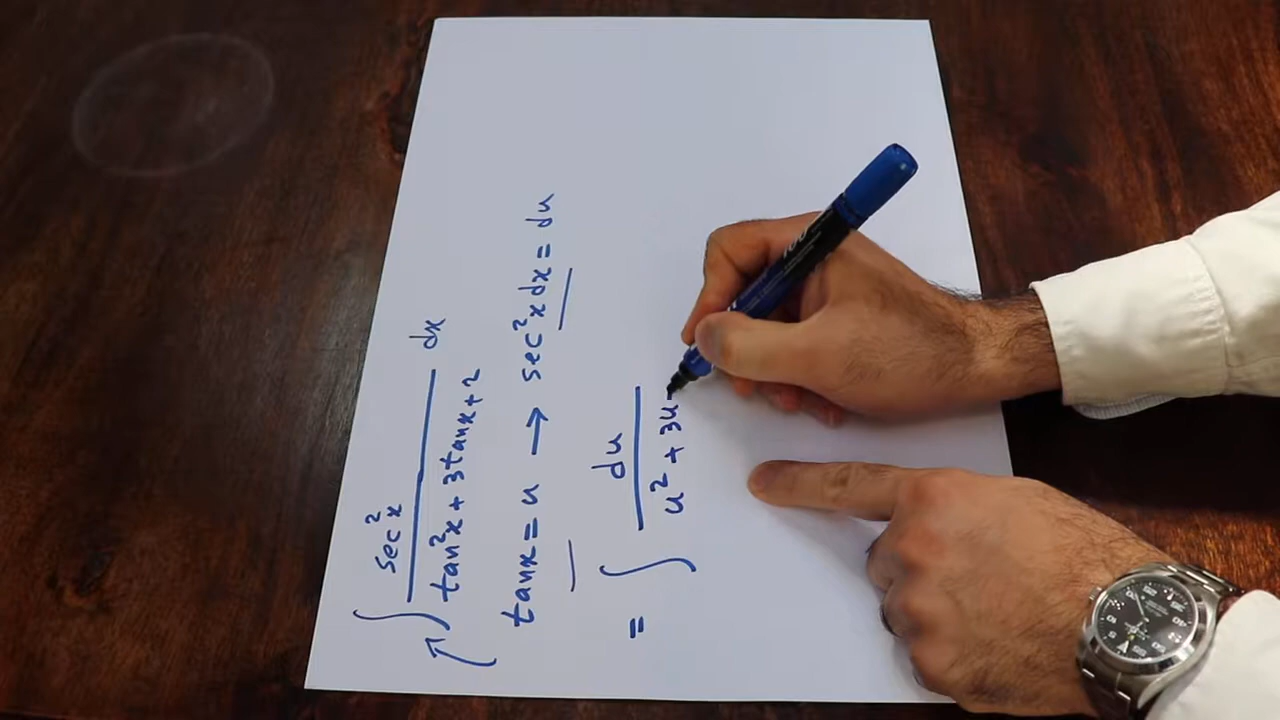 ∫ sec²x / (tan²x + 3tanx + 2) dx
tanx = u → sec²x dx = du
= ∫ du / (u² + 3u